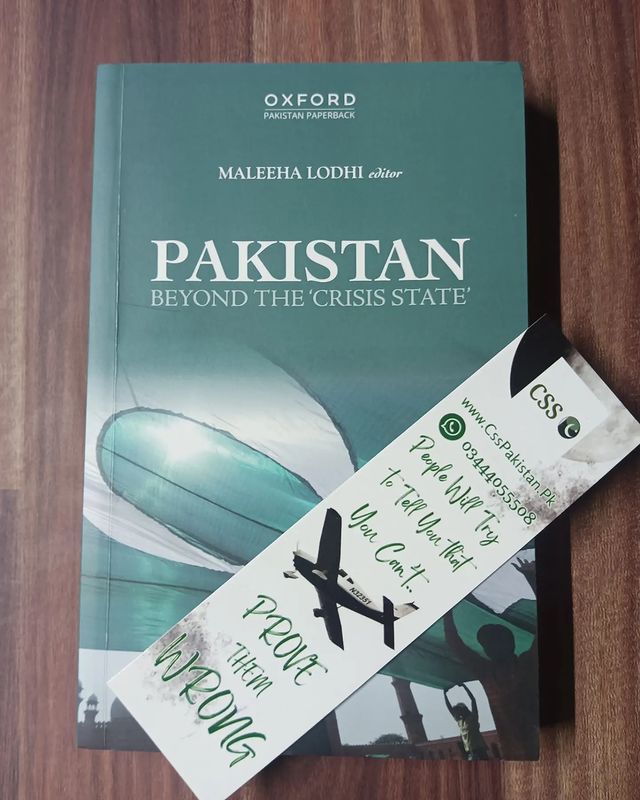 OXFORD
PAKISTAN PAPERBACK
MALEEHA LODHI editor
PAKISTAN
BEYOND THE ‘CRISIS STATE’
CSS
www.CssPakistan.Pk
03444055508
People Will Try
to Tell You that
You Can't..
N3235T
PROVE
THEM
WRONG